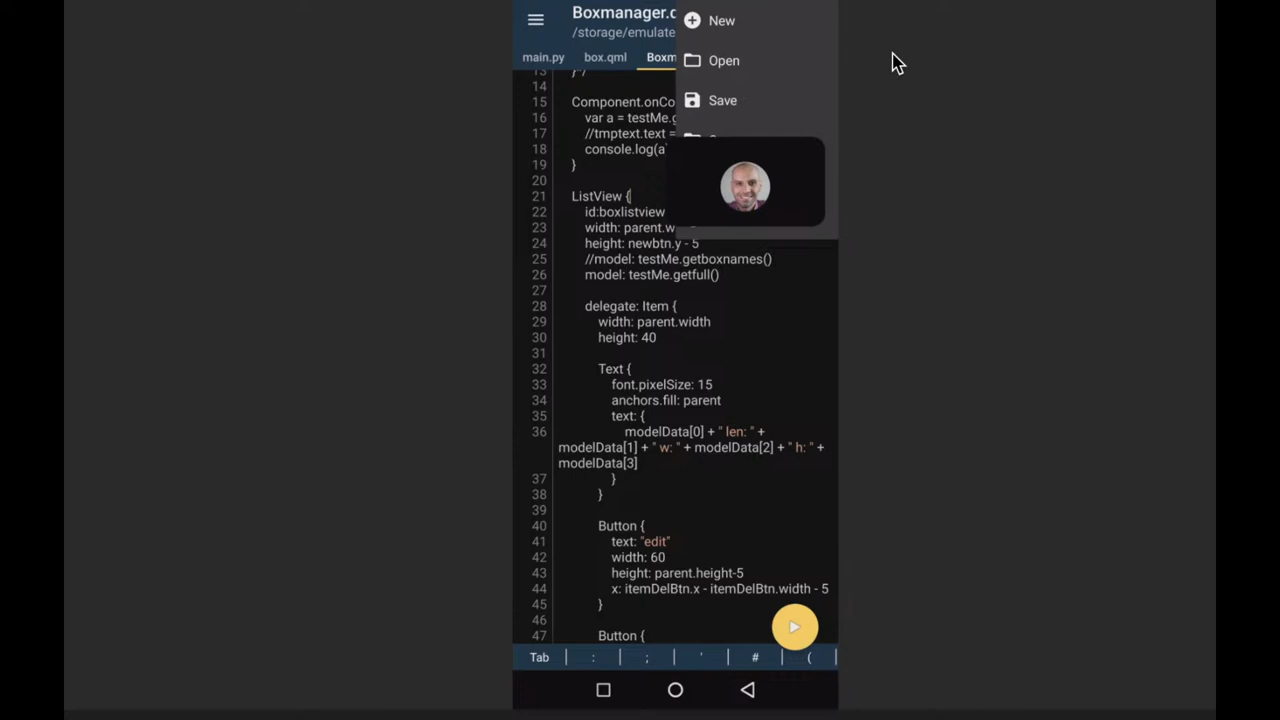 Boxmanager.q
/storage/emulate
main.py box.qml Boxm
New
Open
Save
13 } */
14
15 Component.onCo
16 var a = testMe.g
17 //tmptext.text =
18 console.log(a
19 }
20
21 ListView {
22 id:boxlistview
23 width: parent.w
24 height: newbtn.y - 5
25 //model: testMe.getboxnames()
26 model: testMe.getfull()
27
28 delegate: Item {
29 width: parent.width
30 height: 40
31
32 Text {
33 font.pixelSize: 15
34 anchors.fill: parent
35 text: {
36 modelData[0] + " len: " +
modelData[1] + " w: " + modelData[2] + " h: " +
modelData[3]
37 }
38 }
39
40 Button {
41 text: "edit"
42 width: 60
43 height: parent.height-5
44 x: itemDelBtn.x - itemDelBtn.width - 5
45 }
46
47 Button {
Tab : ; ' # (